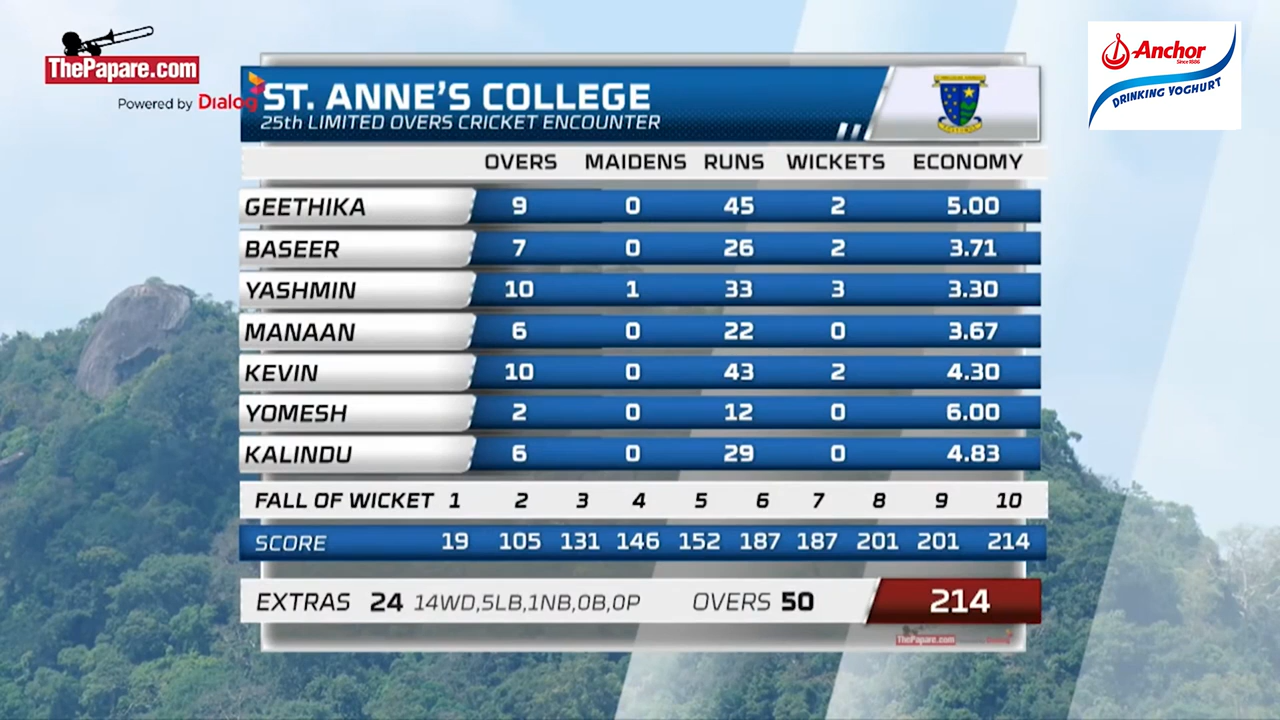 ThePapare.com
Powered by Dialog
Anchor
Since 1886
DRINKING YOGHURT
ST. ANNE'S COLLEGE
25th LIMITED OVERS CRICKET ENCOUNTER
OVERS MAIDENS RUNS WICKETS ECONOMY
GEETHIKA 9 0 45 2 5.00
BASEER 7 0 26 2 3.71
YASHMIN 10 1 33 3 3.30
MANAAN 6 0 22 0 3.67
KEVIN 10 0 43 2 4.30
YOMESH 2 0 12 0 6.00
KALINDU 6 0 29 0 4.83
FALL OF WICKET 1 2 3 4 5 6 7 8 9 10
SCORE 19 105 131 146 152 187 187 201 201 214
EXTRAS 24 14WD,5LB,1NB,0B,0P OVERS 50 214
ThePapare.com